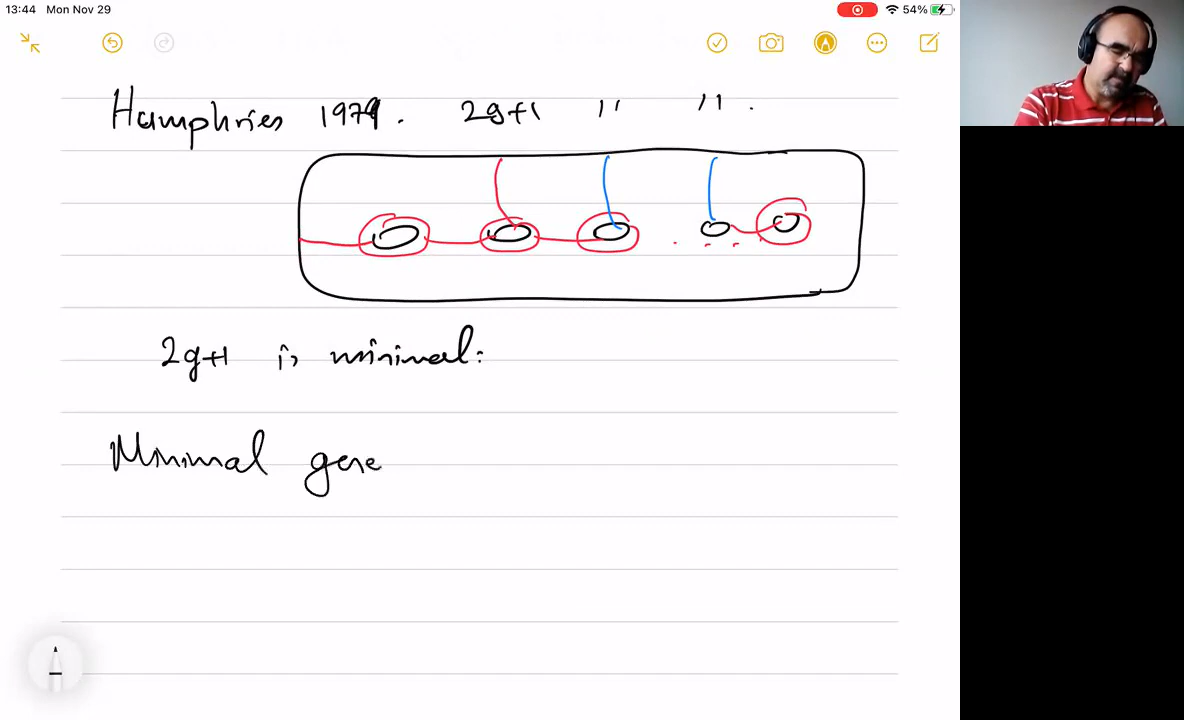 13:44 Mon Nov 29 54%
Humphries 1979. 2g+1 " " .
2g+1 is minimal:
Minimal gene